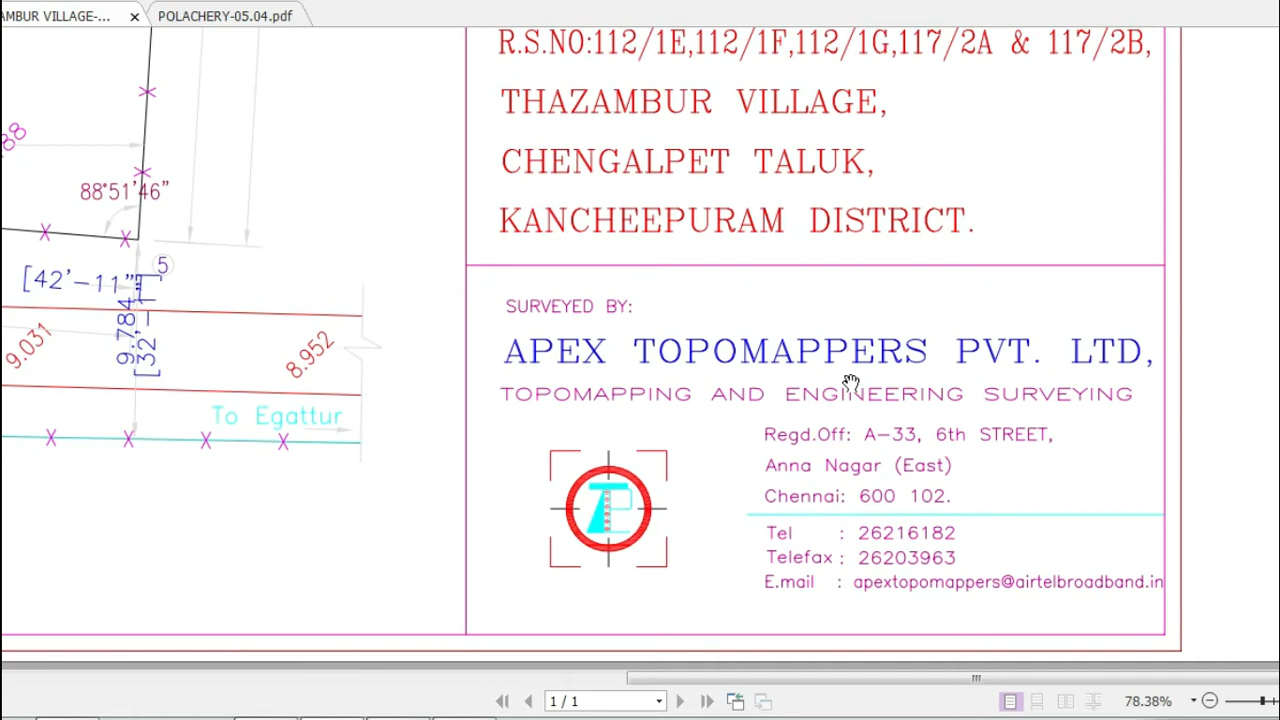 AMBUR VILLAGE-...
POLACHERY-05.04.pdf
R.S.NO:112/1E,112/1F,112/1G,117/2A & 117/2B,
THAZAMBUR VILLAGE,
CHENGALPET TALUK,
KANCHEEPURAM DISTRICT.
88°51'46"
[42'-11"]
5
9.784
[32'-
9.031
8.952
To Egattur
SURVEYED BY:
APEX TOPOMAPPERS PVT. LTD,
TOPOMAPPING AND ENGINEERING SURVEYING
Regd.Off: A-33, 6th STREET,
Anna Nagar (East)
Chennai: 600 102.
Tel : 26216182
Telefax : 26203963
E.mail : apextopomappers@airtelbroadband.in
1 / 1
78.38%